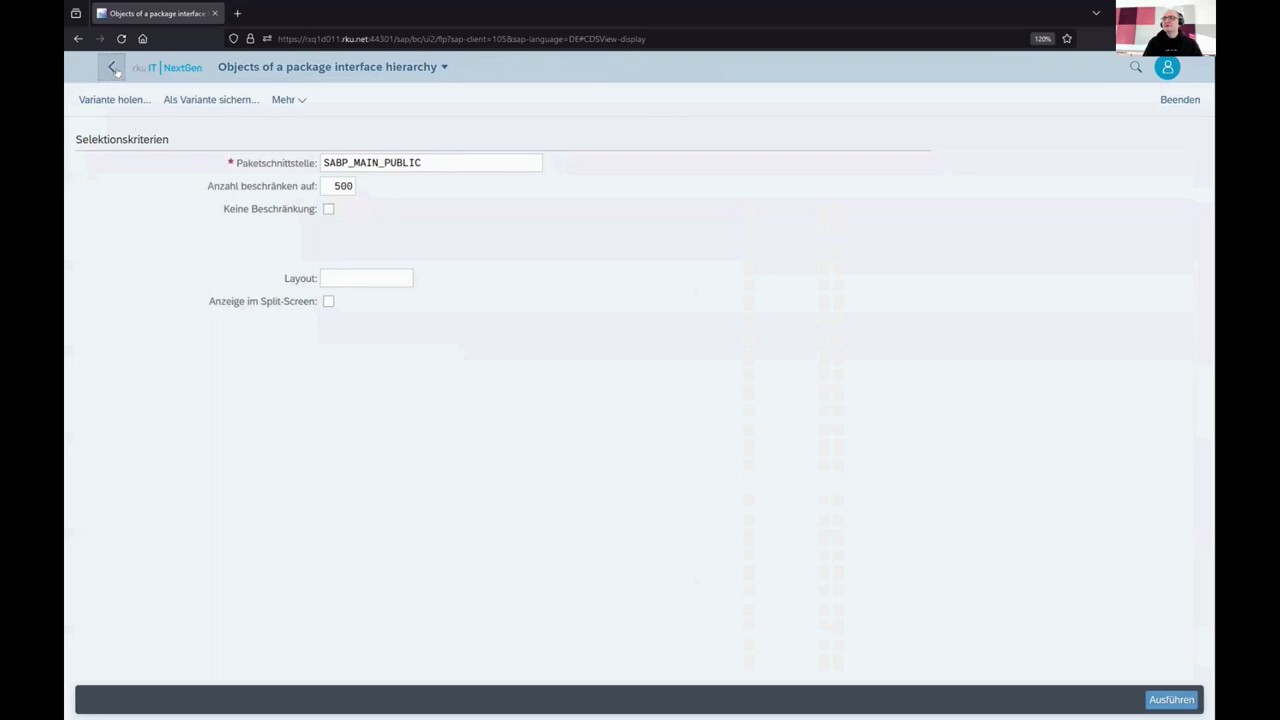 Objects of a package interface
https://rxq1d011.rku.net:44301/sap/bc/ui2/flp?sap-client=105&sap-language=DE#CDSView-display
120%
rku IT | NextGen
Objects of a package interface hierarchy
Variante holen... Als Variante sichern... Mehr
Beenden
Selektionskriterien
* Paketschnittstelle: SABP_MAIN_PUBLIC
Anzahl beschränken auf: 500
Keine Beschränkung:
Layout:
Anzeige im Split-Screen:
Ausführen